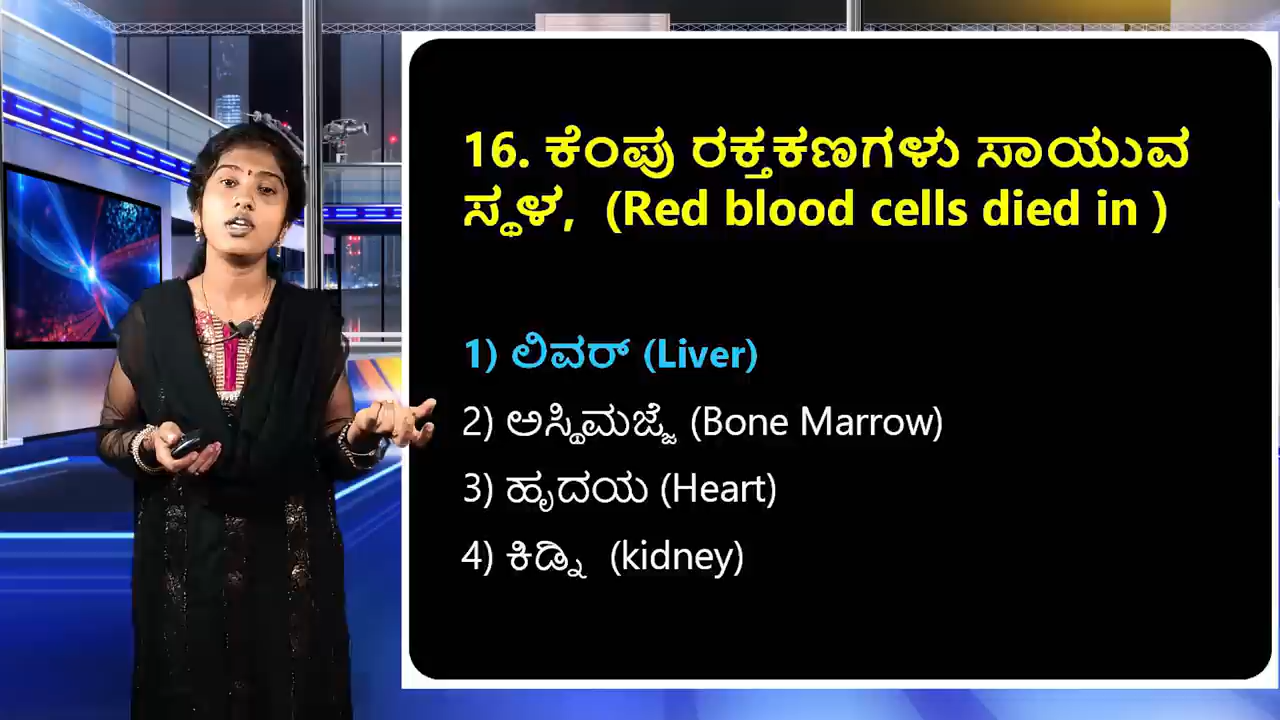 16. ಕೆಂಪು ರಕ್ತಕಣಗಳು ಸಾಯುವ
ಸ್ಥಳ, (Red blood cells died in )
1) ಲಿವರ್ (Liver)
2) ಅಸ್ಥಿಮಜ್ಜೆ (Bone Marrow)
3) ಹೃದಯ (Heart)
4) ಕಿಡ್ನಿ (kidney)